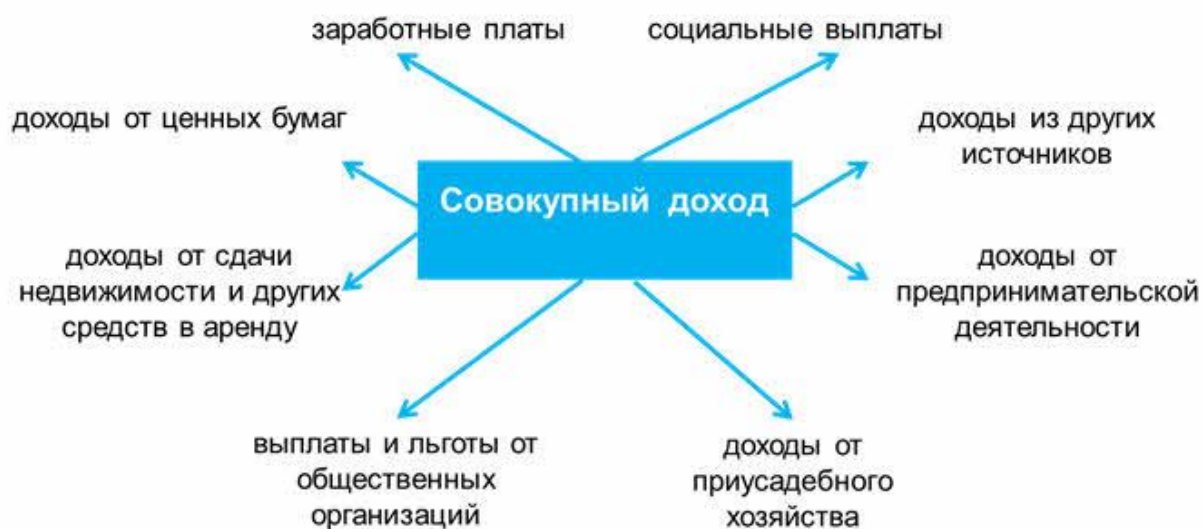 заработные платы
социальные выплаты
доходы от ценных бумаг
доходы из других
источников
Совокупный доход
доходы от сдачи
недвижимости и других
средств в аренду
доходы от
предпринимательской
деятельности
выплаты и льготы от
общественных
организаций
доходы от
приусадебного
хозяйства